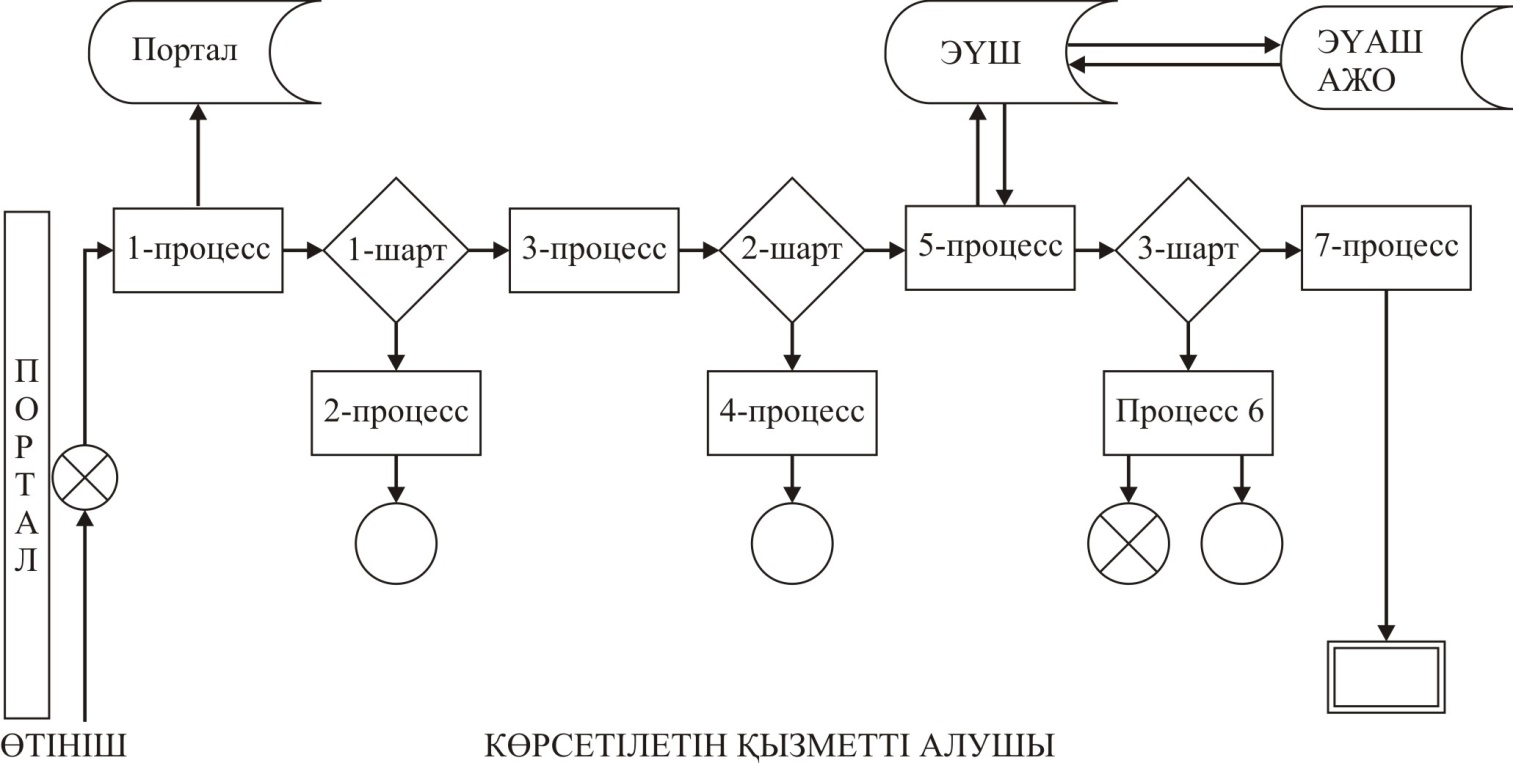 Портал
ЭҮШ
ЭҮАШ
АЖО
1-процесс
1-шарт
3-процесс
2-шарт
5-процесс
3-шарт
7-процесс
ПОРТАЛ
2-процесс
4-процесс
Процесс 6
ӨТІНІШ
КӨРСЕТІЛЕТІН ҚЫЗМЕТТІ АЛУШЫ